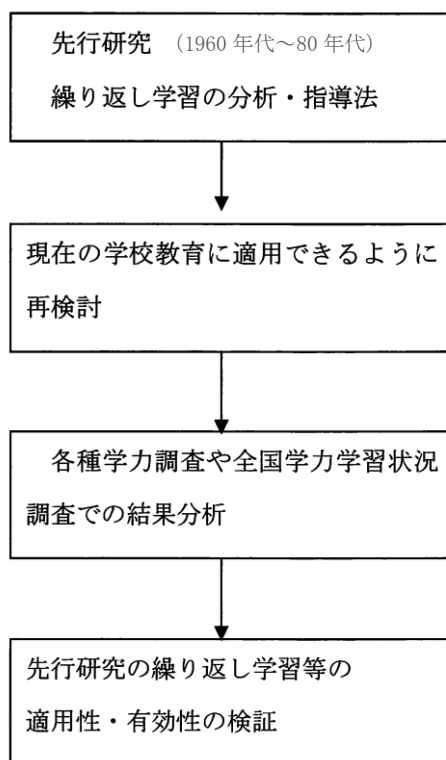 先行研究 （1960 年代～80 年代）
繰り返し学習の分析・指導法
現在の学校教育に適用できるように
再検討
各種学力調査や全国学力学習状況
調査での結果分析
先行研究の繰り返し学習等の
適用性・有効性の検証